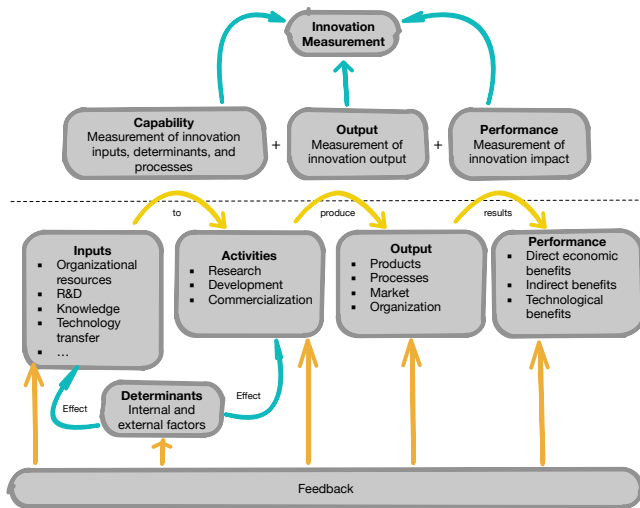 Innovation
Measurement
Capability
Measurement of innovation
inputs, determinants, and
processes
+
Output
Measurement of
innovation output
+
Performance
Measurement of
innovation impact
to
produce
results
Inputs
▪ Organizational
resources
▪ R&D
▪ Knowledge
▪ Technology
transfer
▪ …
Activities
▪ Research
▪ Development
▪ Commercialization
Output
▪ Products
▪ Processes
▪ Market
▪ Organization
Performance
▪ Direct economic
benefits
▪ Indirect benefits
▪ Technological
benefits
Effect
Determinants
Internal and
external factors
Effect
Feedback